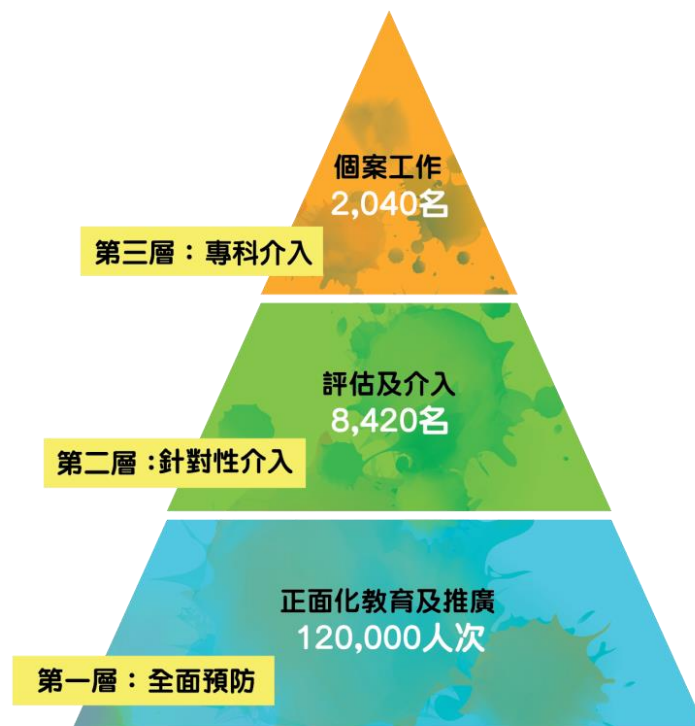 個案工作
2,040名
第三層：專科介入
評估及介入
8,420名
第二層：針對性介入
正面化教育及推廣
120,000人次
第一層：全面預防